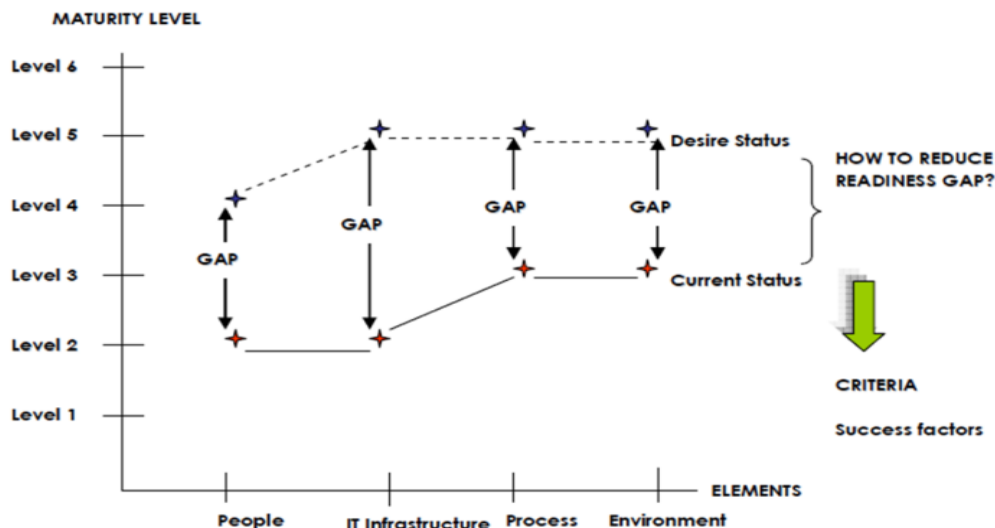 MATURITY LEVEL
Level 6
Level 5
Level 4
Level 3
Level 2
Level 1
GAP
GAP
GAP
GAP
Desire Status
Current Status
HOW TO REDUCE
READINESS GAP?
CRITERIA
Success factors
ELEMENTS
People
IT Infrastructure
Process
Environment